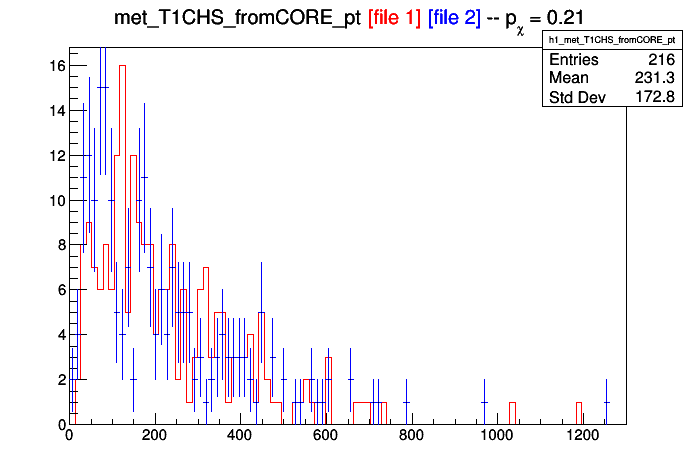 met_T1CHS_fromCORE_pt [file 1] [file 2] -- pχ = 0.21
h1_met_T1CHS_fromCORE_pt
Entries 216
Mean 231.3
Std Dev 172.8
16
14
12
10
8
6
4
2
0
0 200 400 600 800 1000 1200